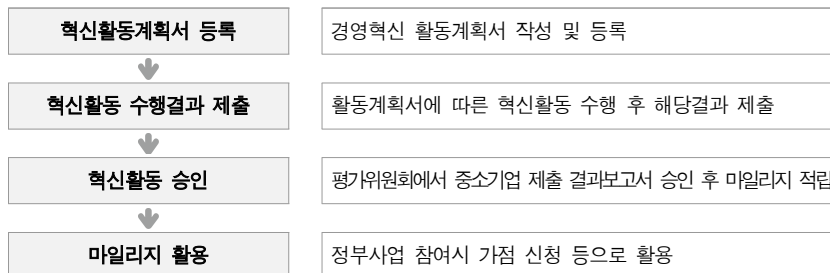 혁신활동계획서 등록
경영혁신 활동계획서 작성 및 등록
혁신활동 수행결과 제출
활동계획서에 따른 혁신활동 수행 후 해당결과 제출
혁신활동 승인
평가위원회에서 중소기업 제출 결과보고서 승인 후 마일리지 적립
마일리지 활용
정부사업 참여시 가점 신청 등으로 활용